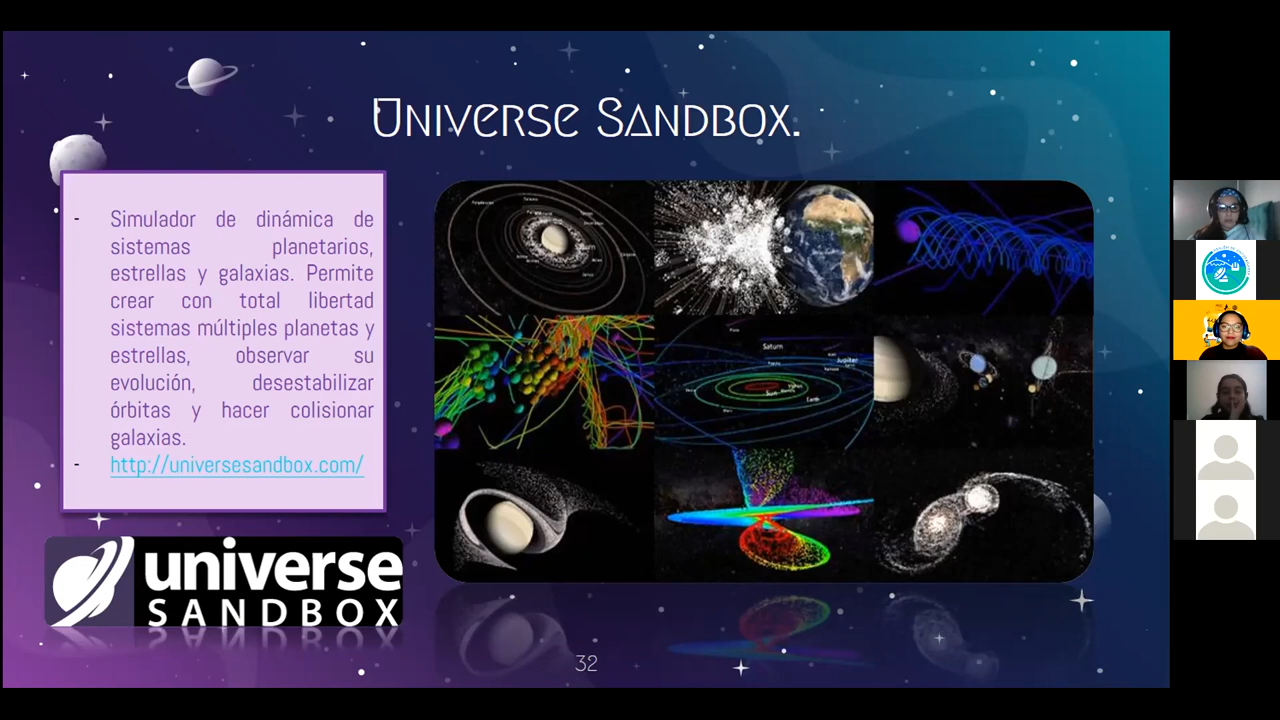 Universe Sandbox.
- Simulador de dinámica de
sistemas planetarios,
estrellas y galaxias. Permite
crear con total libertad
sistemas múltiples planetas y
estrellas, observar su
evolución, desestabilizar
órbitas y hacer colisionar
galaxias.
- http://universesandbox.com/
Saturn
Jupiter
Sun
Earth
universe
SANDBOX
32